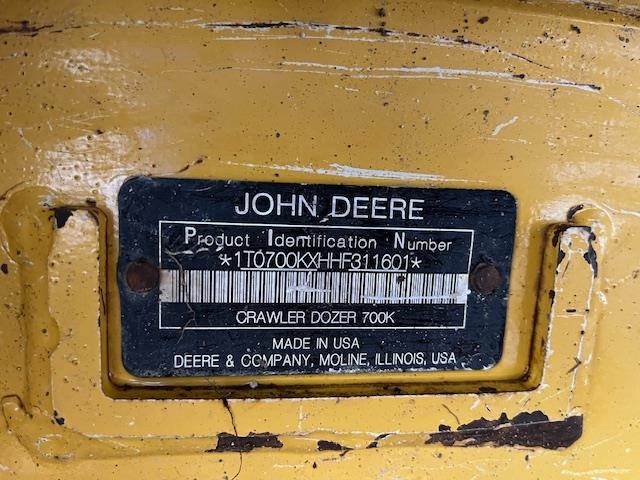 JOHN DEERE
Product Identification Number
*1T0700KXHHF311601*
CRAWLER DOZER 700K
MADE IN USA
DEERE & COMPANY, MOLINE, ILLINOIS, USA